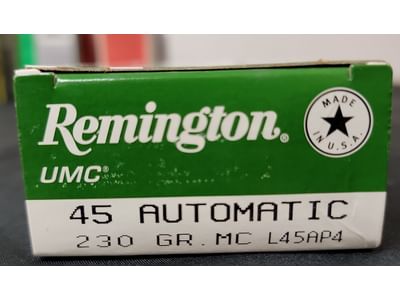 Remington®
MADE
IN U.S.A.
UMC®
45 AUTOMATIC
230 GR. MC L45AP4